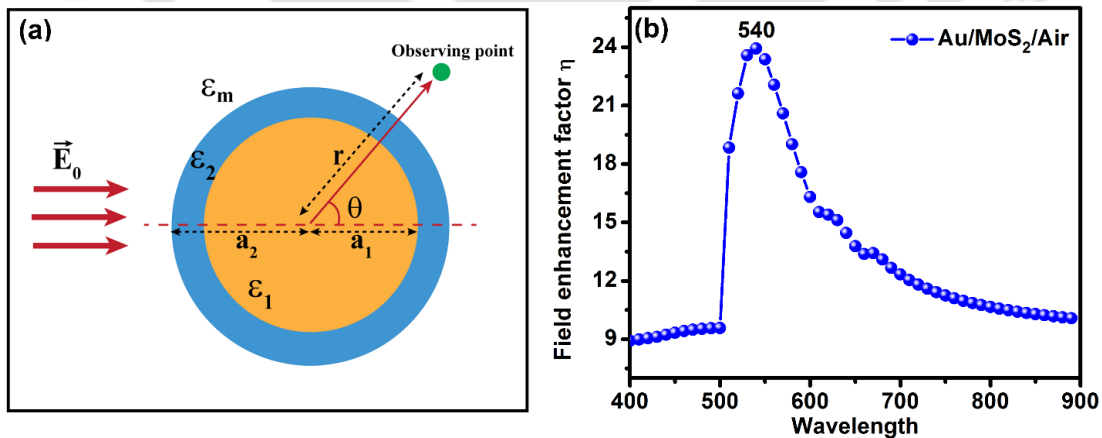 (a)
Observing point
εm
ε2
E⃗0
r
θ
a2
a1
ε1
(b)
540
Au/MoS2/Air
Field enhancement factor η
24
21
18
15
12
9
400 500 600 700 800 900
Wavelength